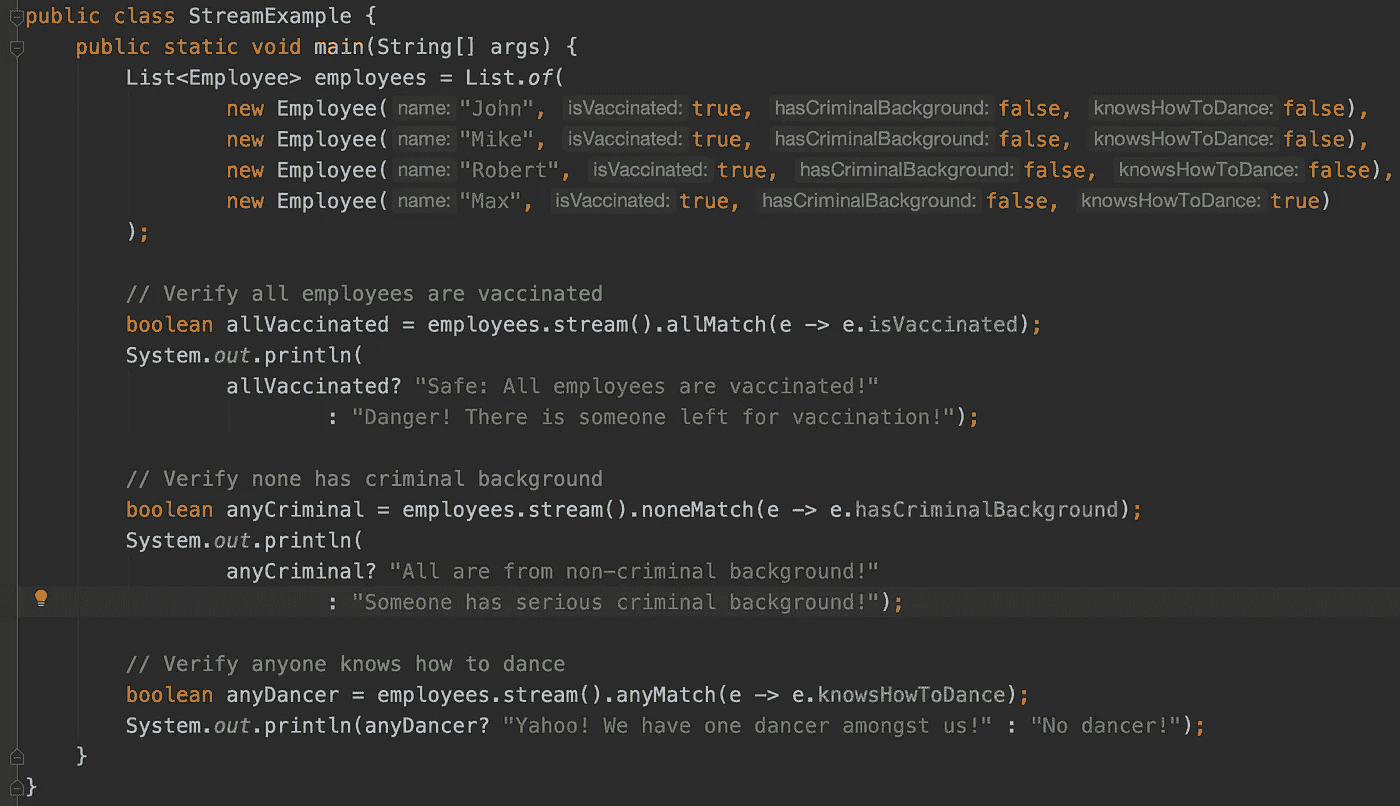 public class StreamExample {
public static void main(String[] args) {
List<Employee> employees = List.of(
new Employee( name: "John", isVaccinated: true, hasCriminalBackground: false, knowsHowToDance: false),
new Employee( name: "Mike", isVaccinated: true, hasCriminalBackground: false, knowsHowToDance: false),
new Employee( name: "Robert", isVaccinated: true, hasCriminalBackground: false, knowsHowToDance: false),
new Employee( name: "Max", isVaccinated: true, hasCriminalBackground: false, knowsHowToDance: true)
);
// Verify all employees are vaccinated
boolean allVaccinated = employees.stream().allMatch(e -> e.isVaccinated);
System.out.println(
allVaccinated? "Safe: All employees are vaccinated!"
: "Danger! There is someone left for vaccination!");
// Verify none has criminal background
boolean anyCriminal = employees.stream().noneMatch(e -> e.hasCriminalBackground);
System.out.println(
anyCriminal? "All are from non-criminal background!"
: "Someone has serious criminal background!");
// Verify anyone knows how to dance
boolean anyDancer = employees.stream().anyMatch(e -> e.knowsHowToDance);
System.out.println(anyDancer? "Yahoo! We have one dancer amongst us!" : "No dancer!");
}
}